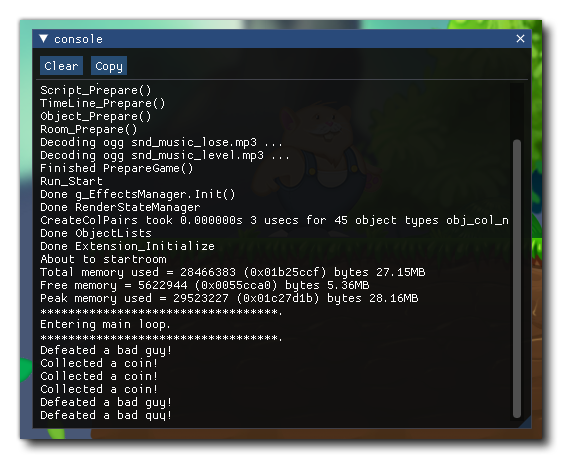 console
Clear
Copy
Script_Prepare()
TimeLine_Prepare()
Object_Prepare()
Room_Prepare()
Decoding ogg snd_music_lose.mp3 ...
Decoding ogg snd_music_level.mp3 ...
Finished PrepareGame()
Run_Start
Done g_EffectsManager.Init()
Done RenderStateManager
CreateColPairs took 0.000000s 3 usecs for 45 object types obj_col_n
Done ObjectLists
Done Extension_Initialize
About to startroom
Total memory used = 28466383 (0x01b25ccf) bytes 27.15MB
Free memory = 5622944 (0x0055cca0) bytes 5.36MB
Peak memory used = 29523227 (0x01c27d1b) bytes 28.16MB
**********************************.
Entering main loop.
**********************************.
Defeated a bad guy!
Collected a coin!
Collected a coin!
Collected a coin!
Defeated a bad guy!
Defeated a bad guy!